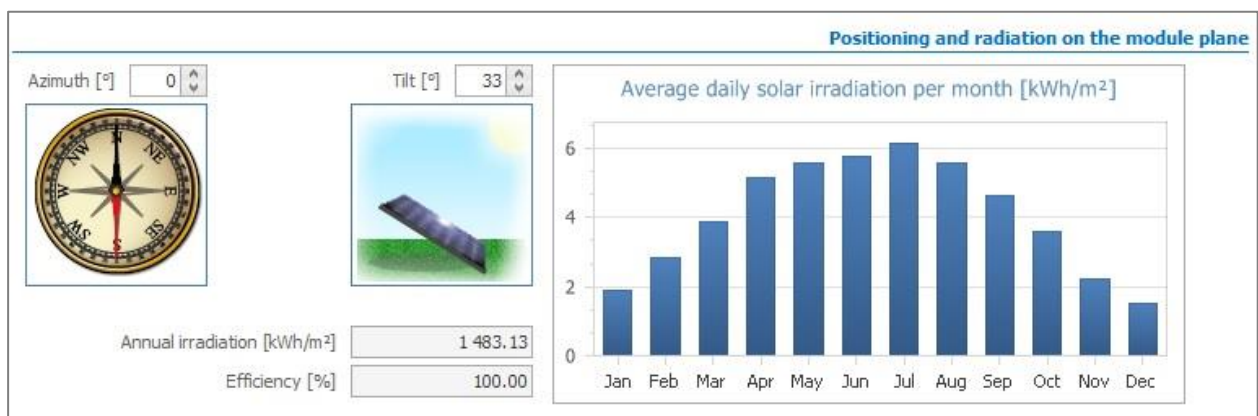 Positioning and radiation on the module plane
Azimuth [°] 0
Tilt [°] 33
N
NE
E
SE
S
SW
W
NW
Average daily solar irradiation per month [kWh/m²]
6
4
2
0
Jan Feb Mar Apr May Jun Jul Aug Sep Oct Nov Dec
Annual irradiation [kWh/m²] 1 483.13
Efficiency [%] 100.00